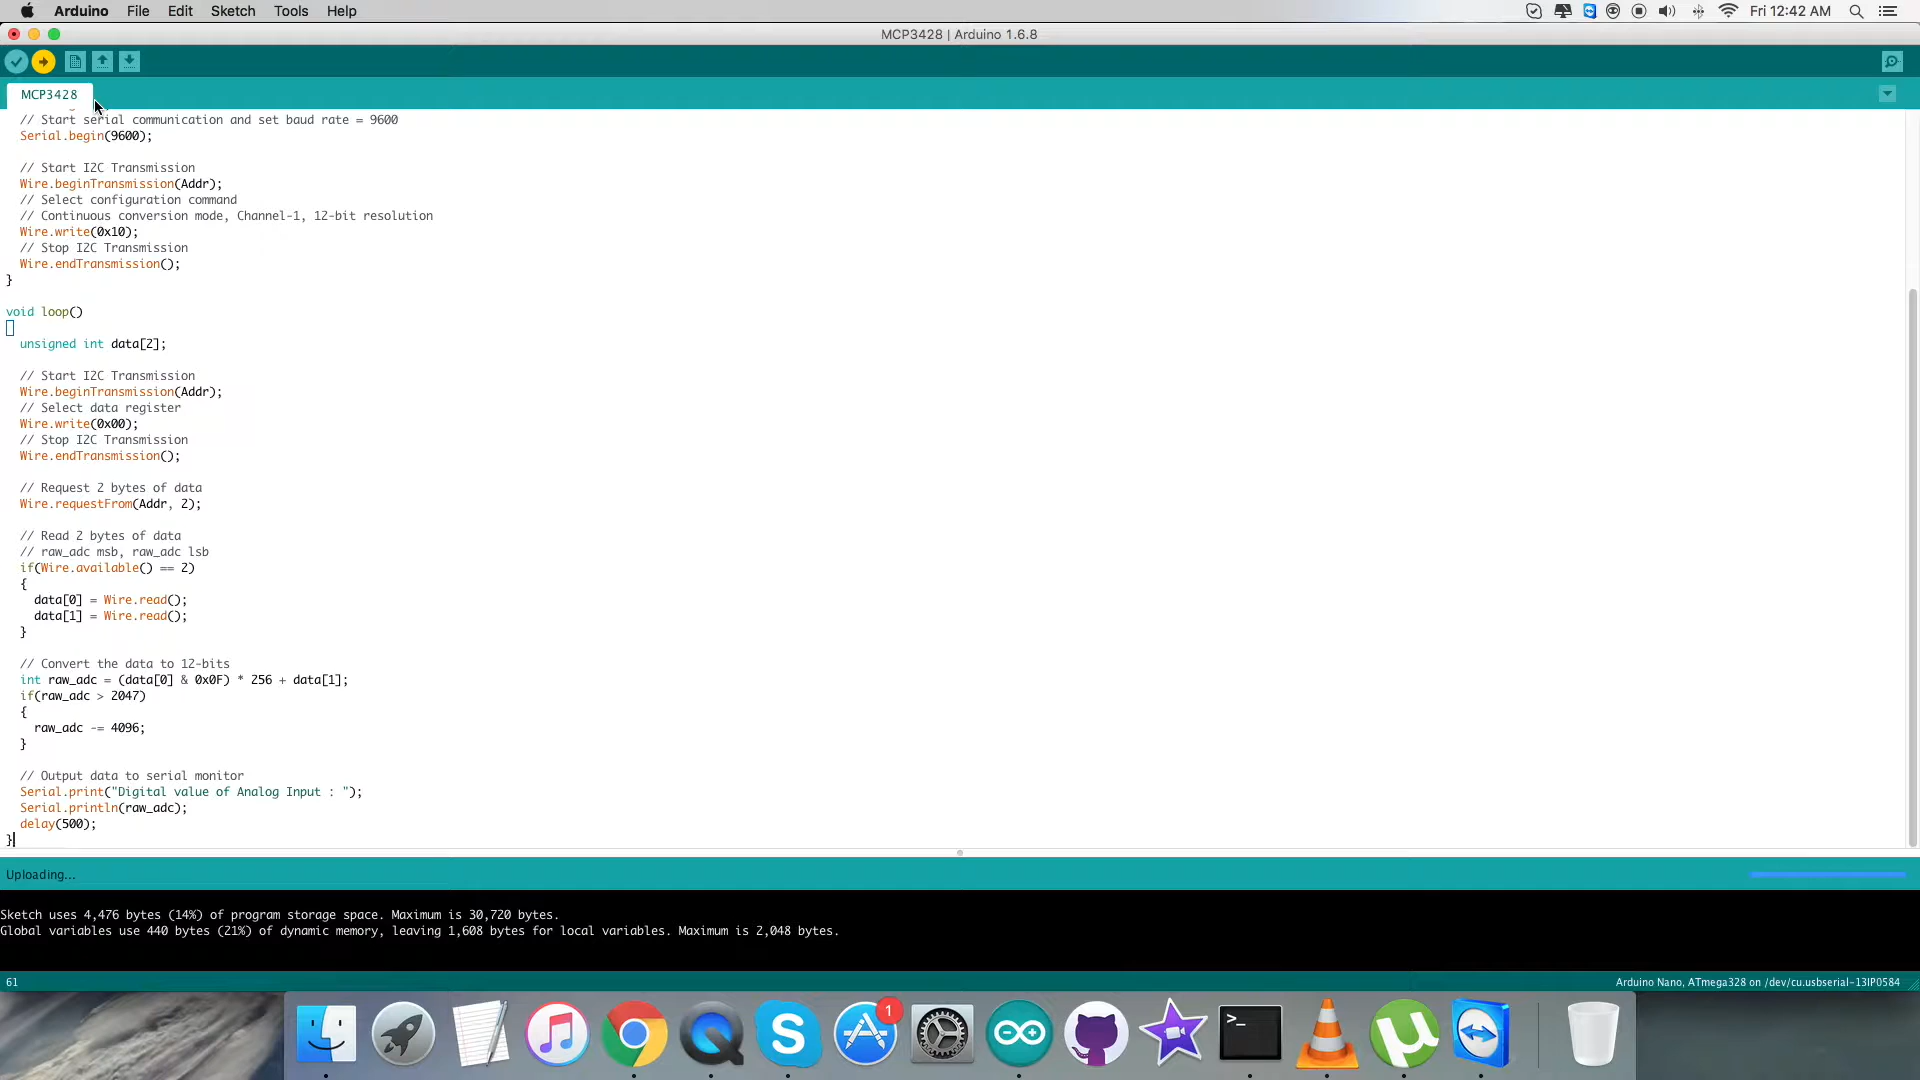 Arduino File Edit Sketch Tools Help Fri 12:42 AM
MCP3428 | Arduino 1.6.8
MCP3428
// Start serial communication and set baud rate = 9600
Serial.begin(9600);
// Start I2C Transmission
Wire.beginTransmission(Addr);
// Select configuration command
// Continuous conversion mode, Channel-1, 12-bit resolution
Wire.write(0x10);
// Stop I2C Transmission
Wire.endTransmission();
}
void loop()
unsigned int data[2];
// Start I2C Transmission
Wire.beginTransmission(Addr);
// Select data register
Wire.write(0x00);
// Stop I2C Transmission
Wire.endTransmission();
// Request 2 bytes of data
Wire.requestFrom(Addr, 2);
// Read 2 bytes of data
// raw_adc msb, raw_adc lsb
if(Wire.available() == 2)
{
data[0] = Wire.read();
data[1] = Wire.read();
}
// Convert the data to 12-bits
int raw_adc = (data[0] & 0x0F) * 256 + data[1];
if(raw_adc > 2047)
{
raw_adc -= 4096;
}
// Output data to serial monitor
Serial.print("Digital value of Analog Input : ");
Serial.println(raw_adc);
delay(500);
}
Uploading...
Sketch uses 4,476 bytes (14%) of program storage space. Maximum is 30,720 bytes.
Global variables use 440 bytes (21%) of dynamic memory, leaving 1,608 bytes for local variables. Maximum is 2,048 bytes.
61 Arduino Nano, ATmega328 on /dev/cu.usbserial-13IP0584
1